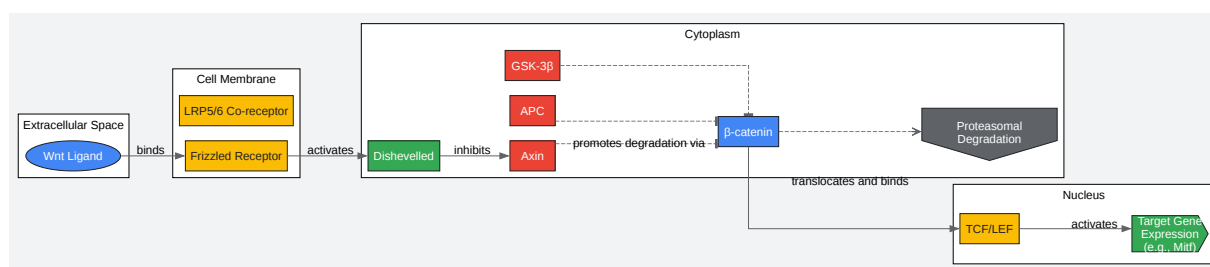 Cytoplasm
GSK-3β
Cell Membrane
LRP5/6 Co-receptor
APC
Extracellular Space
Proteasomal
Degradation
β-catenin
Wnt Ligand
binds
Frizzled Receptor
activates
Dishevelled
inhibits
Axin
promotes degradation via
translocates and binds
Nucleus
TCF/LEF
activates
Target Gene
Expression
(e.g., Mitf)